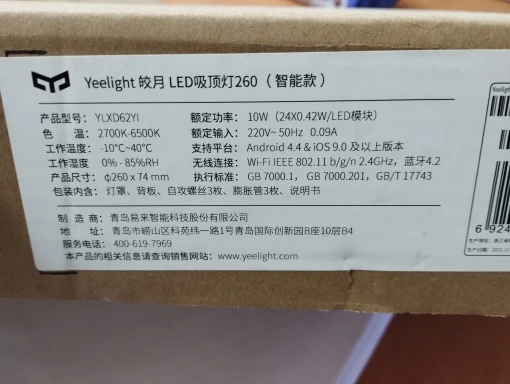 Yeelight 皎月 LED吸顶灯260（智能款）
产品型号： YLXD62YI 额定功率： 10W（24X0.42W/LED模块）
色 温： 2700K-6500K 额定输入： 220V~ 50Hz 0.09A
工作温度： -10°C~40°C 支持平台： Android 4.4 & iOS 9.0 及以上版本
工作湿度 0% - 85%RH 无线连接： Wi-Fi IEEE 802.11 b/g/n 2.4GHz，蓝牙4.2
产品尺寸： φ260 x 74 mm 执行标准： GB 7000.1， GB 7000.201，GB/T 17743
包装内含： 灯罩、背板、自攻螺丝3枚、膨胀管3枚、说明书
制 造 商： 青岛易来智能科技股份有限公司
地 址： 青岛市崂山区科苑纬一路1号青岛国际创新园B座10层B4
服务电话： 400-619-7969
本产品的相关信息请查询销售网站：www.yeelight.com
6 924
生产地址：
生产日期：